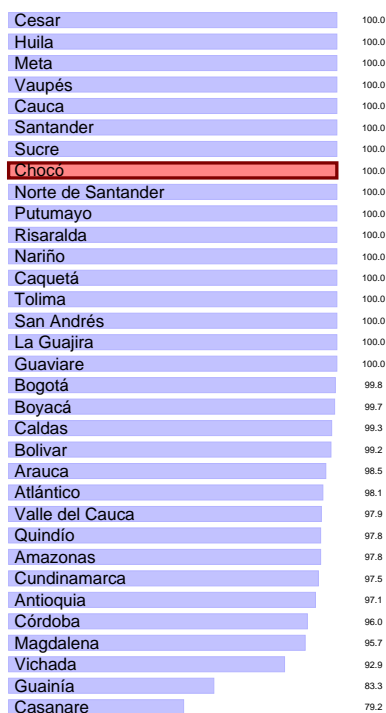 Cesar 100.0
Huila 100.0
Meta 100.0
Vaupés 100.0
Cauca 100.0
Santander 100.0
Sucre 100.0
Chocó 100.0
Norte de Santander 100.0
Putumayo 100.0
Risaralda 100.0
Nariño 100.0
Caquetá 100.0
Tolima 100.0
San Andrés 100.0
La Guajira 100.0
Guaviare 100.0
Bogotá 99.8
Boyacá 99.7
Caldas 99.3
Bolivar 99.2
Arauca 98.5
Atlántico 98.1
Valle del Cauca 97.9
Quindío 97.8
Amazonas 97.8
Cundinamarca 97.5
Antioquia 97.1
Córdoba 96.0
Magdalena 95.7
Vichada 92.9
Guainía 83.3
Casanare 79.2